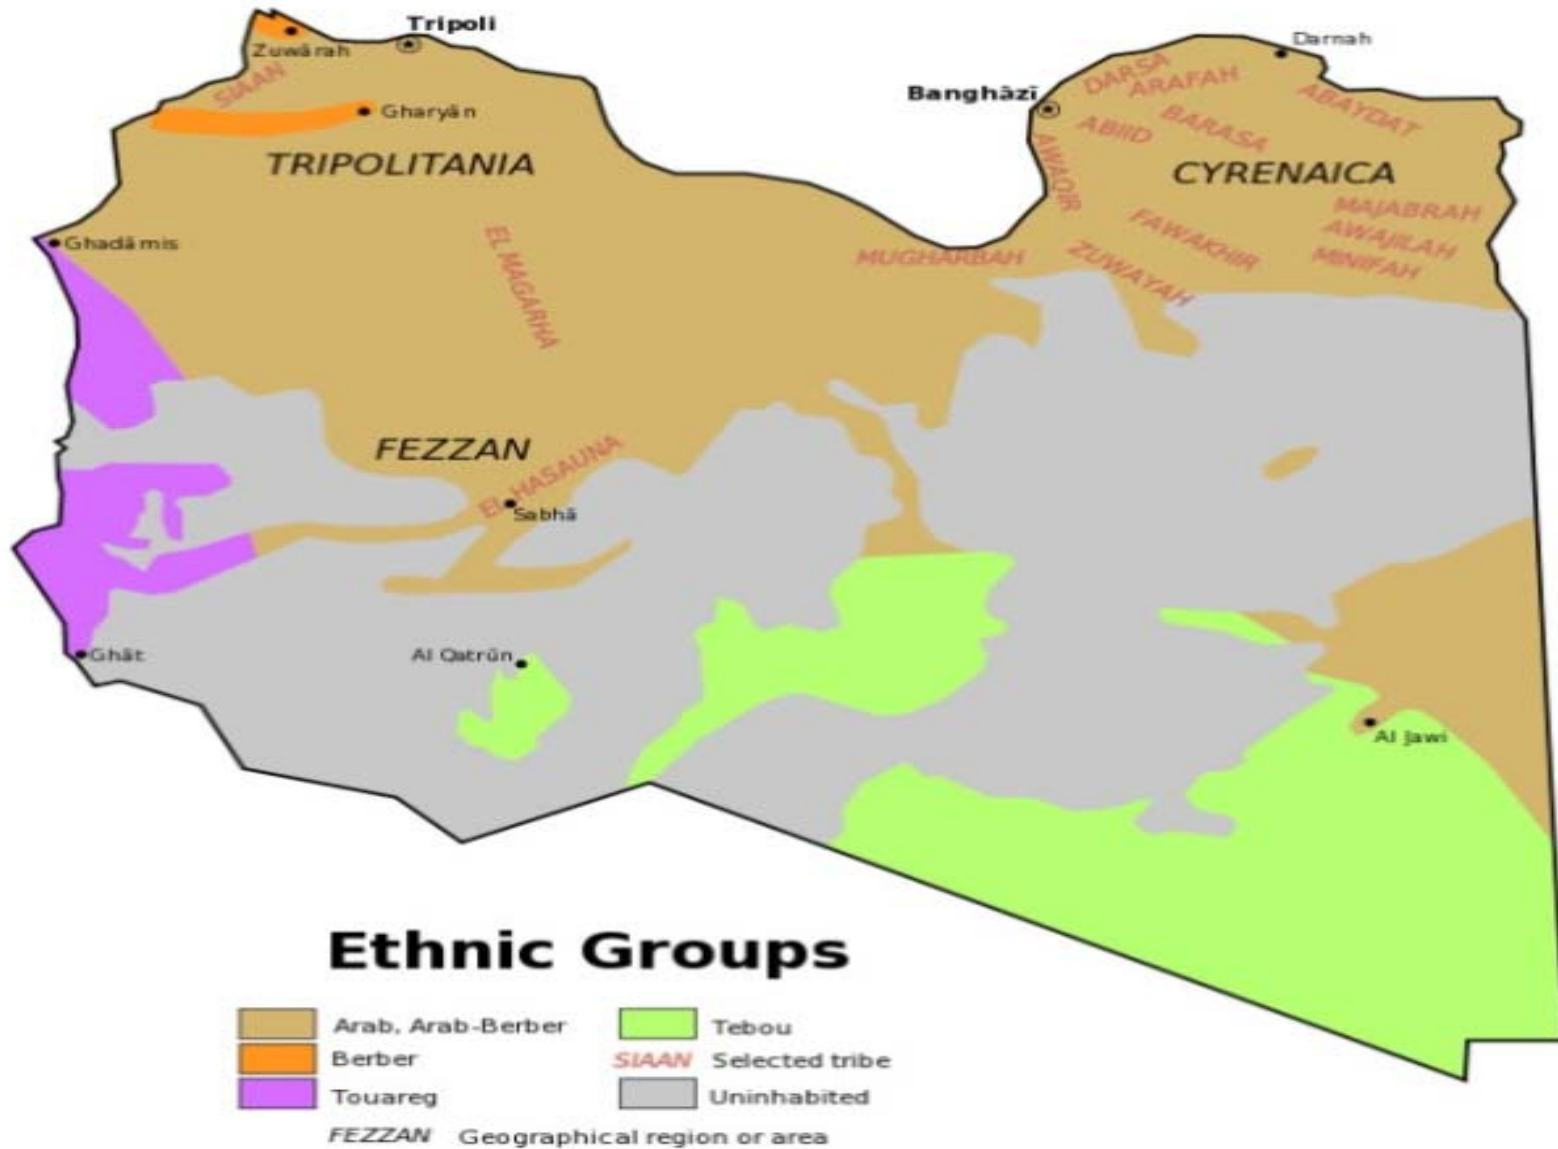 Tripoli
Zuwārah
SIAAN
Gharyān
TRIPOLITANIA
Ghadāmis
EL MAGARHA
Darnah
Banghāzī
DARSA
ARAFAH
ABAYDAT
ABIID
BARASA
AWAQIR
CYRENAICA
MAJABRAH
FAWAKHIR
AWAJILAH
MUGHARBAH
ZUWAYAH
MINIFAH
FEZZAN
EL HASAUNA
Sabhā
Ghāt
Al Qatrūn
Al Jawi
Ethnic Groups
Arab, Arab-Berber
Tebou
Berber
SIAAN Selected tribe
Touareg
Uninhabited
FEZZAN Geographical region or area